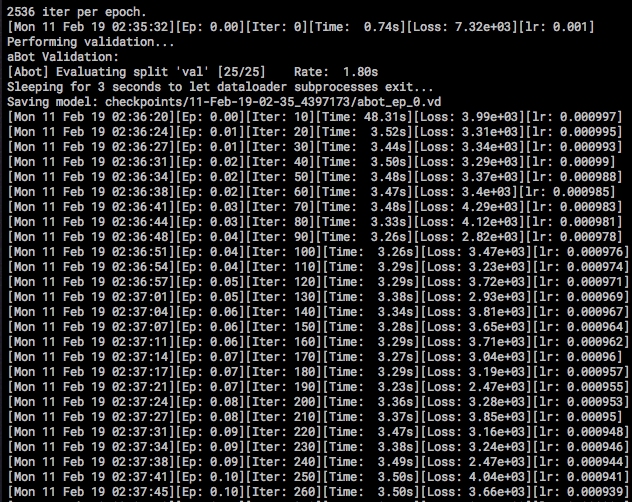 2536 iter per epoch.
[Mon 11 Feb 19 02:35:32][Ep: 0.00][Iter: 0][Time:  0.74s][Loss: 7.32e+03][lr: 0.001]
Performing validation...
aBot Validation:
[Abot] Evaluating split 'val' [25/25]    Rate:  1.80s
Sleeping for 3 seconds to let dataloader subprocesses exit...
Saving model: checkpoints/11-Feb-19-02-35_4397173/abot_ep_0.vd
[Mon 11 Feb 19 02:36:20][Ep: 0.00][Iter: 10][Time: 48.31s][Loss: 3.99e+03][lr: 0.000997]
[Mon 11 Feb 19 02:36:24][Ep: 0.01][Iter: 20][Time:  3.52s][Loss: 3.31e+03][lr: 0.000995]
[Mon 11 Feb 19 02:36:27][Ep: 0.01][Iter: 30][Time:  3.44s][Loss: 3.34e+03][lr: 0.000993]
[Mon 11 Feb 19 02:36:31][Ep: 0.02][Iter: 40][Time:  3.50s][Loss: 3.29e+03][lr: 0.00099]
[Mon 11 Feb 19 02:36:34][Ep: 0.02][Iter: 50][Time:  3.48s][Loss: 3.37e+03][lr: 0.000988]
[Mon 11 Feb 19 02:36:38][Ep: 0.02][Iter: 60][Time:  3.47s][Loss: 3.4e+03][lr: 0.000985]
[Mon 11 Feb 19 02:36:41][Ep: 0.03][Iter: 70][Time:  3.48s][Loss: 4.29e+03][lr: 0.000983]
[Mon 11 Feb 19 02:36:44][Ep: 0.03][Iter: 80][Time:  3.33s][Loss: 4.12e+03][lr: 0.000981]
[Mon 11 Feb 19 02:36:48][Ep: 0.04][Iter: 90][Time:  3.26s][Loss: 2.82e+03][lr: 0.000978]
[Mon 11 Feb 19 02:36:51][Ep: 0.04][Iter: 100][Time:  3.26s][Loss: 3.47e+03][lr: 0.000976]
[Mon 11 Feb 19 02:36:54][Ep: 0.04][Iter: 110][Time:  3.29s][Loss: 3.23e+03][lr: 0.000974]
[Mon 11 Feb 19 02:36:57][Ep: 0.05][Iter: 120][Time:  3.29s][Loss: 3.72e+03][lr: 0.000971]
[Mon 11 Feb 19 02:37:01][Ep: 0.05][Iter: 130][Time:  3.38s][Loss: 2.93e+03][lr: 0.000969]
[Mon 11 Feb 19 02:37:04][Ep: 0.06][Iter: 140][Time:  3.34s][Loss: 3.81e+03][lr: 0.000967]
[Mon 11 Feb 19 02:37:07][Ep: 0.06][Iter: 150][Time:  3.28s][Loss: 3.65e+03][lr: 0.000964]
[Mon 11 Feb 19 02:37:11][Ep: 0.06][Iter: 160][Time:  3.29s][Loss: 3.71e+03][lr: 0.000962]
[Mon 11 Feb 19 02:37:14][Ep: 0.07][Iter: 170][Time:  3.27s][Loss: 3.04e+03][lr: 0.00096]
[Mon 11 Feb 19 02:37:17][Ep: 0.07][Iter: 180][Time:  3.29s][Loss: 3.19e+03][lr: 0.000957]
[Mon 11 Feb 19 02:37:21][Ep: 0.07][Iter: 190][Time:  3.23s][Loss: 2.47e+03][lr: 0.000955]
[Mon 11 Feb 19 02:37:24][Ep: 0.08][Iter: 200][Time:  3.36s][Loss: 3.28e+03][lr: 0.000953]
[Mon 11 Feb 19 02:37:27][Ep: 0.08][Iter: 210][Time:  3.37s][Loss: 3.85e+03][lr: 0.00095]
[Mon 11 Feb 19 02:37:31][Ep: 0.09][Iter: 220][Time:  3.47s][Loss: 3.16e+03][lr: 0.000948]
[Mon 11 Feb 19 02:37:34][Ep: 0.09][Iter: 230][Time:  3.38s][Loss: 3.24e+03][lr: 0.000946]
[Mon 11 Feb 19 02:37:38][Ep: 0.09][Iter: 240][Time:  3.49s][Loss: 2.47e+03][lr: 0.000944]
[Mon 11 Feb 19 02:37:41][Ep: 0.10][Iter: 250][Time:  3.50s][Loss: 4.04e+03][lr: 0.000941]
[Mon 11 Feb 19 02:37:45][Ep: 0.10][Iter: 260][Time:  3.50s][Loss: 3.66e+03][lr: 0.000939]